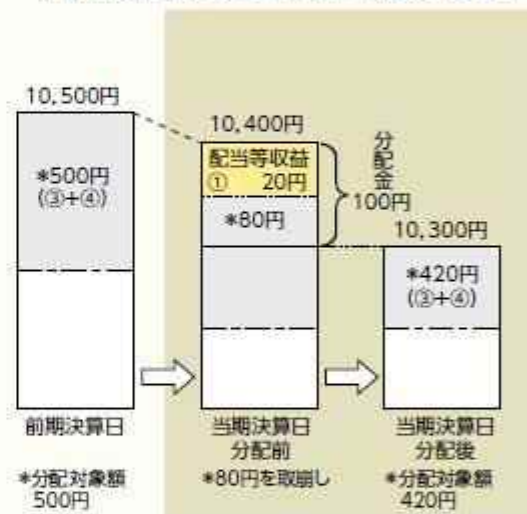 10,500円
*500円
(③+④)
前期決算日
*分配対象額
500円
10,400円
配当等収益
① 20円
*80円
分配金
100円
当期決算日
分配前
*80円を取崩し
10,300円
*420円
(③+④)
当期決算日
分配後
*分配対象額
420円